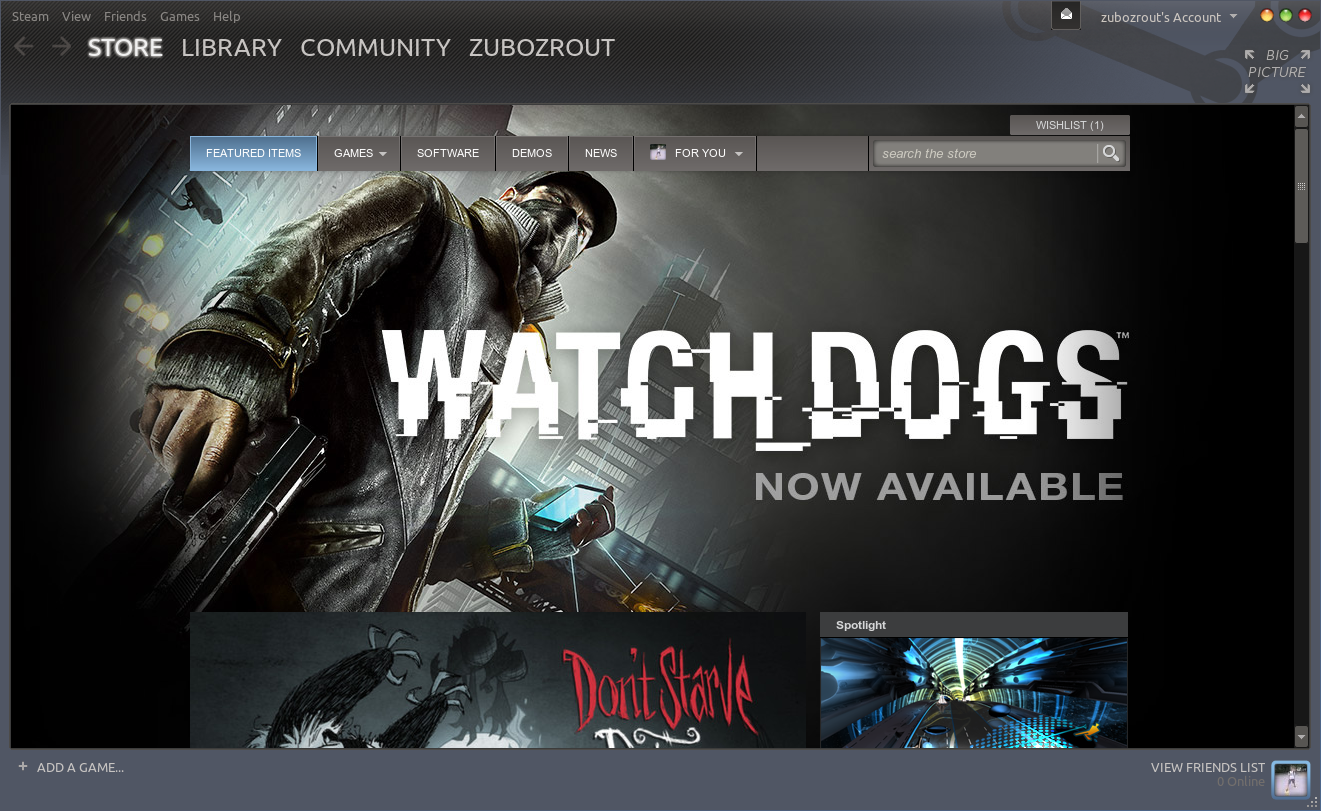 Steam View Friends Games Help
zubozrout's Account
STORE LIBRARY COMMUNITY ZUBOZROUT
BIG
PICTURE
WISHLIST (1)
FEATURED ITEMS GAMES SOFTWARE DEMOS NEWS FOR YOU search the store
WATCH_DOGS™
NOW AVAILABLE
Don't Starve
Spotlight
+ ADD A GAME...
VIEW FRIENDS LIST
0 Online